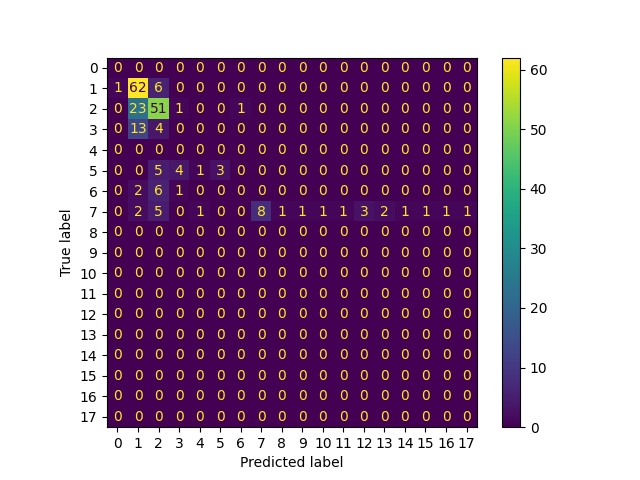 0 0 0 0 0 0 0 0 0 0 0 0 0 0 0 0 0 0 0
1 1 62 6 0 0 0 0 0 0 0 0 0 0 0 0 0 0 0
2 0 23 51 1 0 0 1 0 0 0 0 0 0 0 0 0 0 0
3 0 13 4 0 0 0 0 0 0 0 0 0 0 0 0 0 0 0
4 0 0 0 0 0 0 0 0 0 0 0 0 0 0 0 0 0 0
5 0 0 5 4 1 3 0 0 0 0 0 0 0 0 0 0 0 0
6 0 2 6 1 0 0 0 0 0 0 0 0 0 0 0 0 0 0
7 0 2 5 0 1 0 0 8 1 1 1 1 3 2 1 1 1 1
8 0 0 0 0 0 0 0 0 0 0 0 0 0 0 0 0 0 0
9 0 0 0 0 0 0 0 0 0 0 0 0 0 0 0 0 0 0
10 0 0 0 0 0 0 0 0 0 0 0 0 0 0 0 0 0 0
11 0 0 0 0 0 0 0 0 0 0 0 0 0 0 0 0 0 0
12 0 0 0 0 0 0 0 0 0 0 0 0 0 0 0 0 0 0
13 0 0 0 0 0 0 0 0 0 0 0 0 0 0 0 0 0 0
14 0 0 0 0 0 0 0 0 0 0 0 0 0 0 0 0 0 0
15 0 0 0 0 0 0 0 0 0 0 0 0 0 0 0 0 0 0
16 0 0 0 0 0 0 0 0 0 0 0 0 0 0 0 0 0 0
17 0 0 0 0 0 0 0 0 0 0 0 0 0 0 0 0 0 0
0 1 2 3 4 5 6 7 8 9 10 11 12 13 14 15 16 17
Predicted label
True label
60
50
40
30
20
10
0